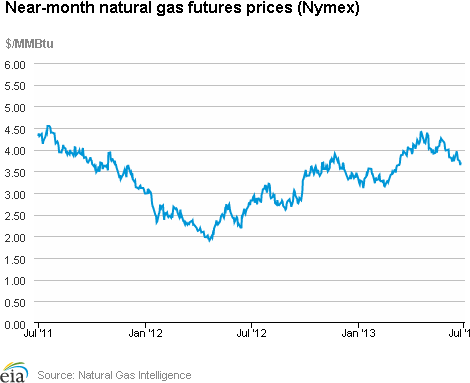 Near-month natural gas futures prices (Nymex)
$/MMBtu
6.00
5.50
5.00
4.50
4.00
3.50
3.00
2.50
2.00
1.50
1.00
0.50
0.00
Jul '11
Jan '12
Jul '12
Jan '13
Jul '1
eia
Source: Natural Gas Intelligence